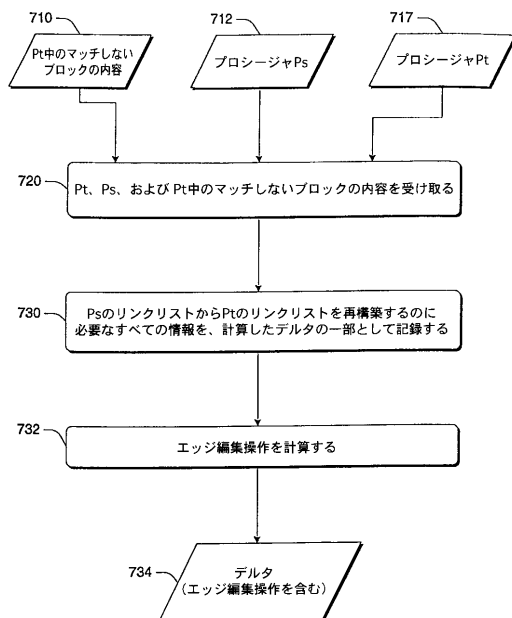 710
Pt中のマッチしない
ブロックの内容
712
プロシージャPs
717
プロシージャPt
720
Pt、Ps、およびPt中のマッチしないブロックの内容を受け取る
730
PsのリンクリストからPtのリンクリストを再構築するのに
必要なすべての情報を、計算したデルタの一部として記録する
732
エッジ編集操作を計算する
734
デルタ
(エッジ編集操作を含む)